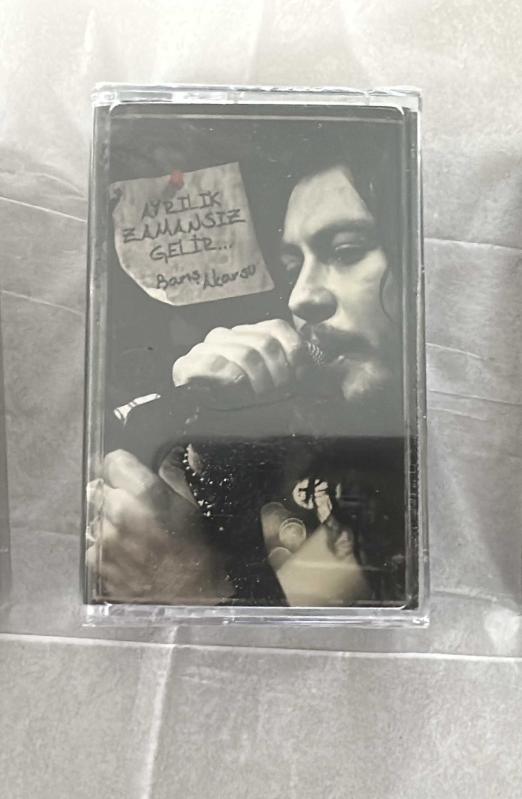 AYRILIK
ZAMANSIZ
GELİR...
Barış Akarsu